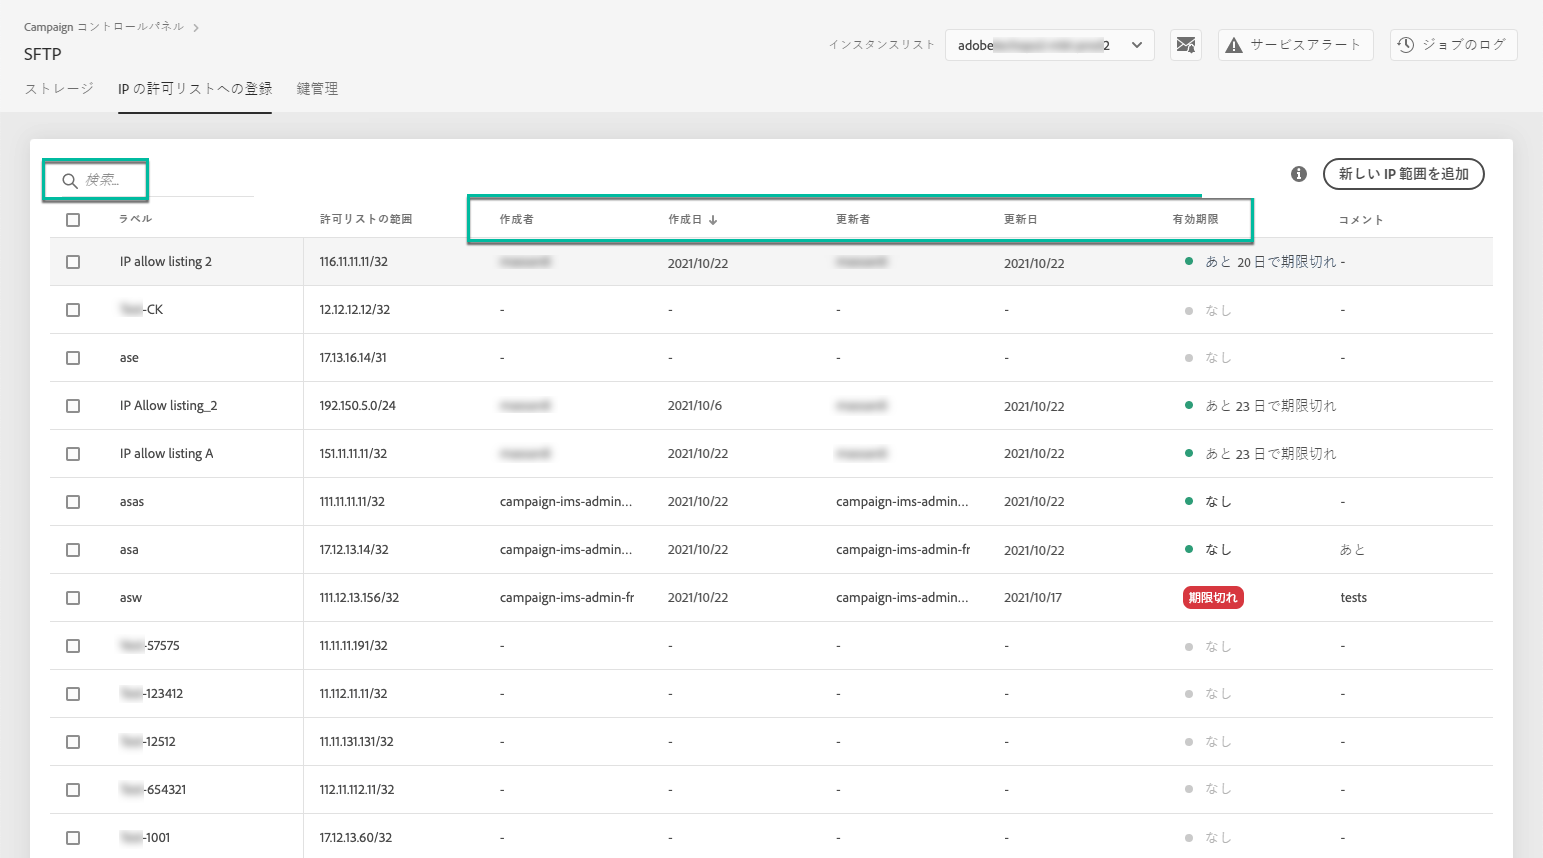 Campaign コントロールパネル
SFTP
インスタンスリスト adobe 2 サービスアラート ジョブのログ
ストレージ IP の許可リストへの登録 鍵管理
検索...
新しい IP 範囲を追加
ラベル 許可リストの範囲 作成者 作成日 更新者 更新日 有効期限 コメント
IP allow listing 2 116.11.11.11/32 2021/10/22 2021/10/22 あと 20 日で期限切れ -
-CK 12.12.12.12/32 - - - - なし -
ase 17.13.16.14/31 - - - - なし -
IP Allow listing_2 192.150.5.0/24 2021/10/6 2021/10/22 あと 23 日で期限切れ
IP allow listing A 151.11.11.11/32 2021/10/22 2021/10/22 あと 23 日で期限切れ
asas 111.11.11.11/32 campaign-ims-admin... 2021/10/22 campaign-ims-admin... 2021/10/22 なし -
asa 17.12.13.14/32 campaign-ims-admin... 2021/10/22 campaign-ims-admin-fr 2021/10/22 なし あと
asw 111.12.13.156/32 campaign-ims-admin-fr 2021/10/22 campaign-ims-admin... 2021/10/17 期限切れ tests
-57575 11.11.11.191/32 - - - - なし -
-123412 11.112.11.11/32 - - - - なし -
-12512 11.11.131.131/32 - - - - なし -
-654321 112.11.112.11/32 - - - - なし -
-1001 17.12.13.60/32 - - - - なし -